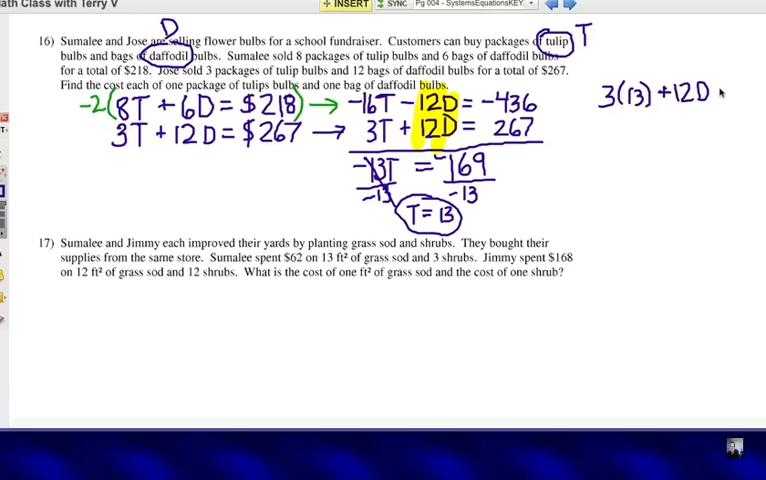 ath Class with Terry V
INSERT
SYNC
Pg 004 - SystemsEquationsKEY
D
T
16) Sumalee and Jose are selling flower bulbs for a school fundraiser. Customers can buy packages of tulip
bulbs and bags of daffodil bulbs. Sumalee sold 8 packages of tulip bulbs and 6 bags of daffodil bulbs
for a total of $218. Jose sold 3 packages of tulip bulbs and 12 bags of daffodil bulbs for a total of $267.
Find the cost each of one package of tulips bulbs and one bag of daffodil bulbs.
-2(8T + 6D = $218) → -16T - 12D = -436
3(13) + 12D
3T + 12D = $267 → 3T + 12D = 267
-13T = -169
-13 -13
T = 13
17) Sumalee and Jimmy each improved their yards by planting grass sod and shrubs. They bought their
supplies from the same store. Sumalee spent $62 on 13 ft² of grass sod and 3 shrubs. Jimmy spent $168
on 12 ft² of grass sod and 12 shrubs. What is the cost of one ft² of grass sod and the cost of one shrub?